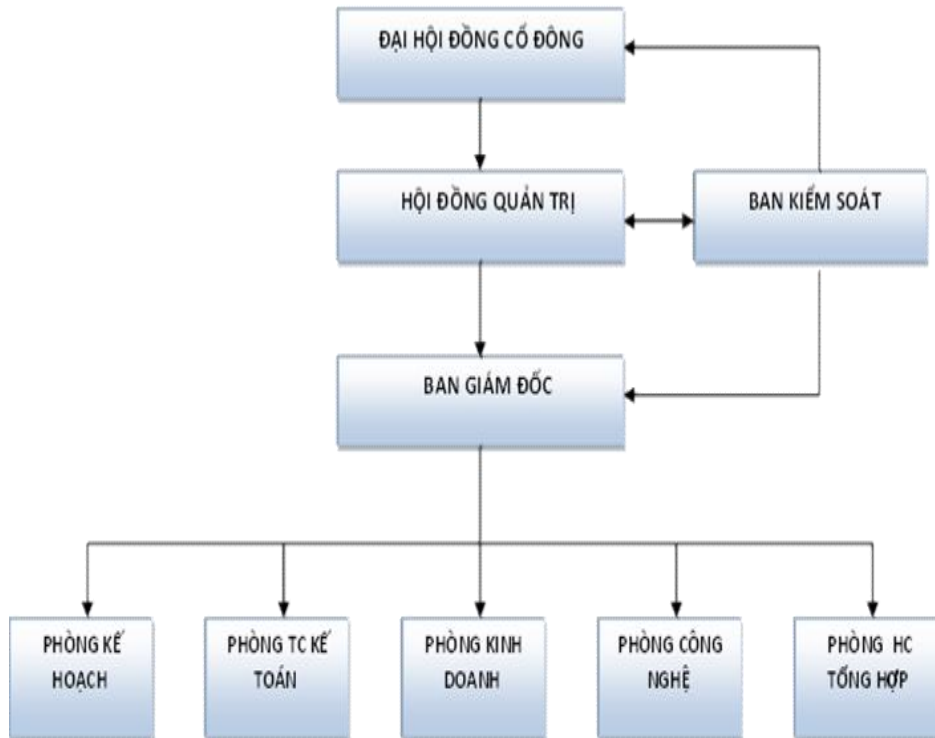 ĐẠI HỘI ĐỒNG CỔ ĐÔNG
HỘI ĐỒNG QUẢN TRỊ
BAN KIỂM SOÁT
BAN GIÁM ĐỐC
PHÒNG KẾ
HOẠCH
PHÒNG TC KẾ
TOÁN
PHÒNG KINH
DOANH
PHÒNG CÔNG
NGHỆ
PHÒNG HC
TỔNG HỢP